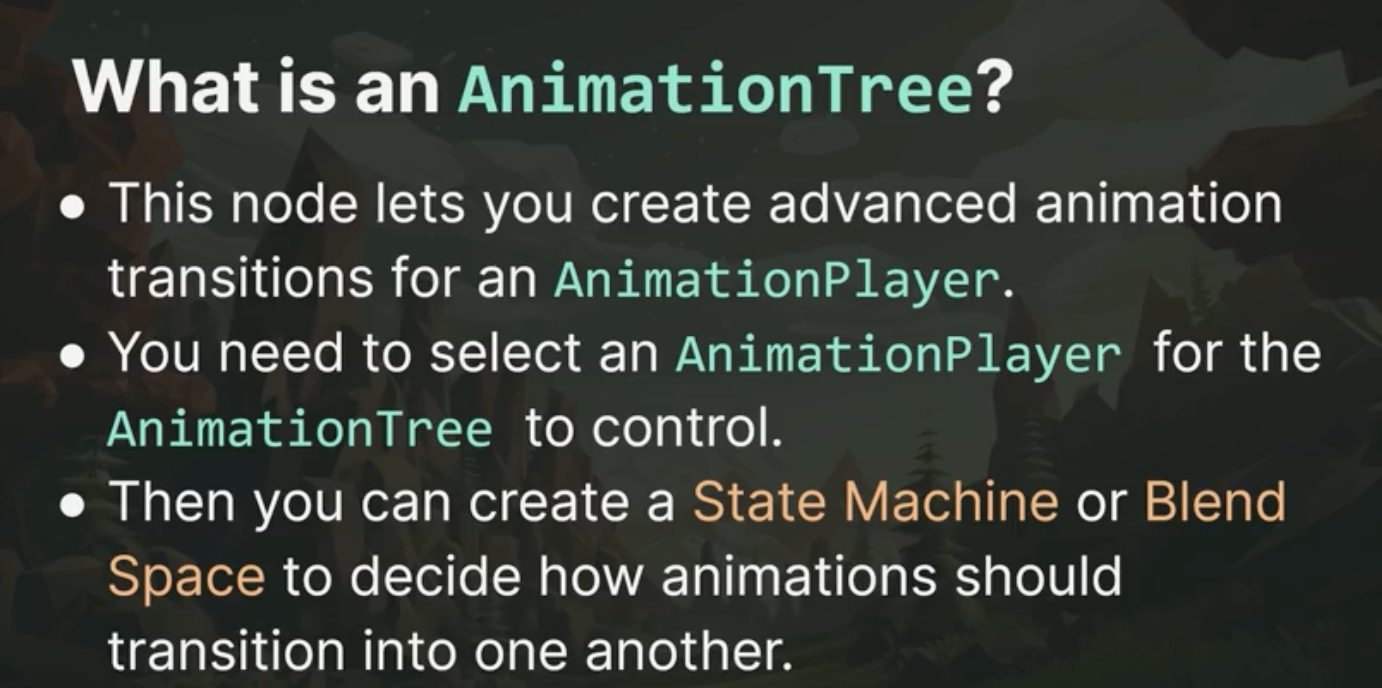 What is an AnimationTree?
• This node lets you create advanced animation
transitions for an AnimationPlayer.
• You need to select an AnimationPlayer for the
AnimationTree to control.
• Then you can create a State Machine or Blend
Space to decide how animations should
transition into one another.